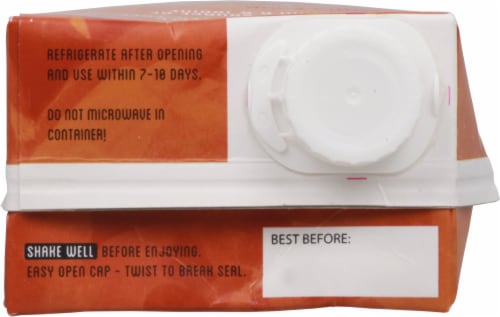 REFRIGERATE AFTER OPENING
AND USE WITHIN 7-10 DAYS.
DO NOT MICROWAVE IN
CONTAINER!
SHAKE WELL BEFORE ENJOYING.
EASY OPEN CAP - TWIST TO BREAK SEAL.
BEST BEFORE: